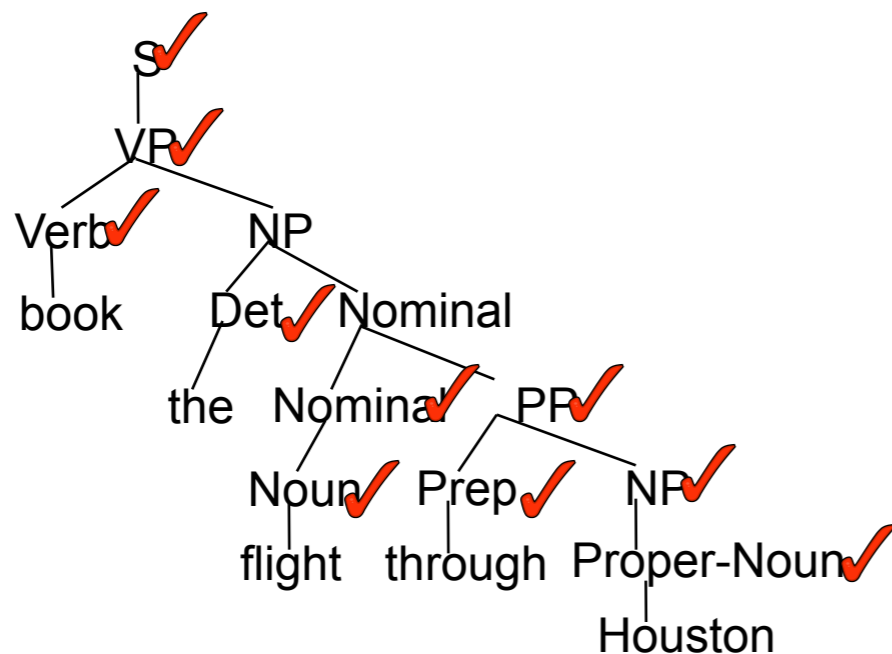 S
VP
Verb NP
book Det Nominal
the Nominal PP
Noun Prep NP
flight through Proper-Noun
Houston